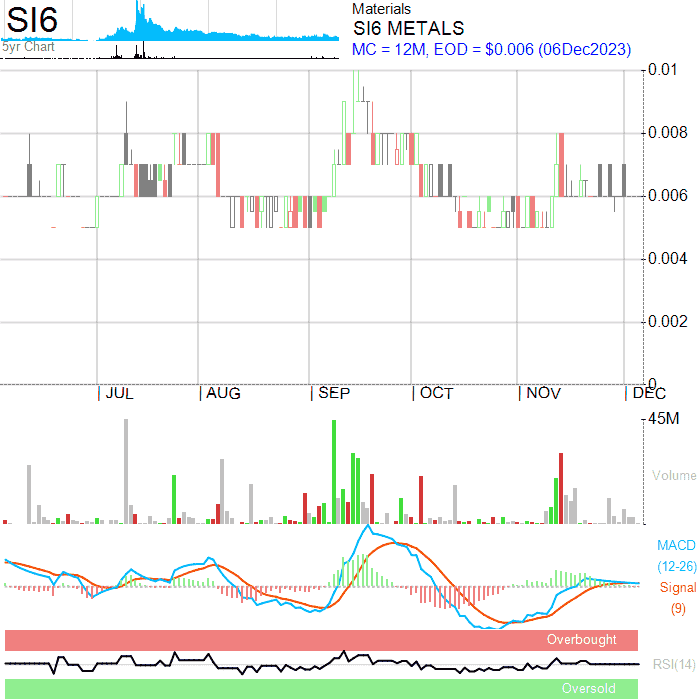 SI6
5yr Chart
Materials
SI6 METALS
MC = 12M, EOD = $0.006 (06Dec2023)
0.01
0.008
0.006
0.004
0.002
0
JUL AUG SEP OCT NOV DEC
45M
Volume
MACD
(12-26)
Signal
(9)
Overbought
RSI(14)
Oversold